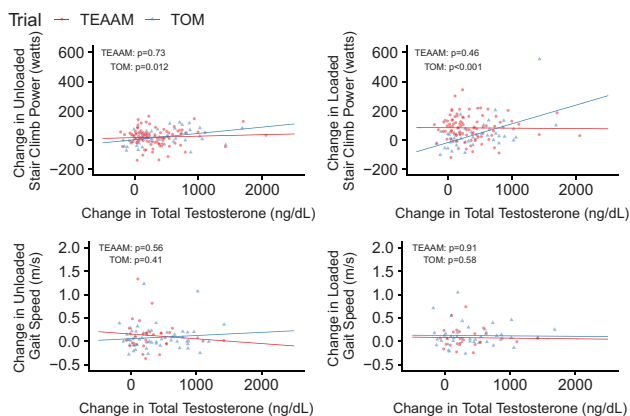 Trial TEAAM TOM
Change in Unloaded
Stair Climb Power (watts)
600
400
200
0
−200
TEAAM: p=0.73
TOM: p=0.012
0 1000 2000
Change in Total Testosterone (ng/dL)
Change in Loaded
Stair Climb Power (watts)
600
400
200
0
−200
TEAAM: p=0.46
TOM: p<0.001
0 1000 2000
Change in Total Testosterone (ng/dL)
Change in Unloaded
Gait Speed (m/s)
2.0
1.5
1.0
0.5
0.0
−0.5
TEAAM: p=0.56
TOM: p=0.41
0 1000 2000
Change in Total Testosterone (ng/dL)
Change in Loaded
Gait Speed (m/s)
2.0
1.5
1.0
0.5
0.0
−0.5
TEAAM: p=0.91
TOM: p=0.58
0 1000 2000
Change in Total Testosterone (ng/dL)